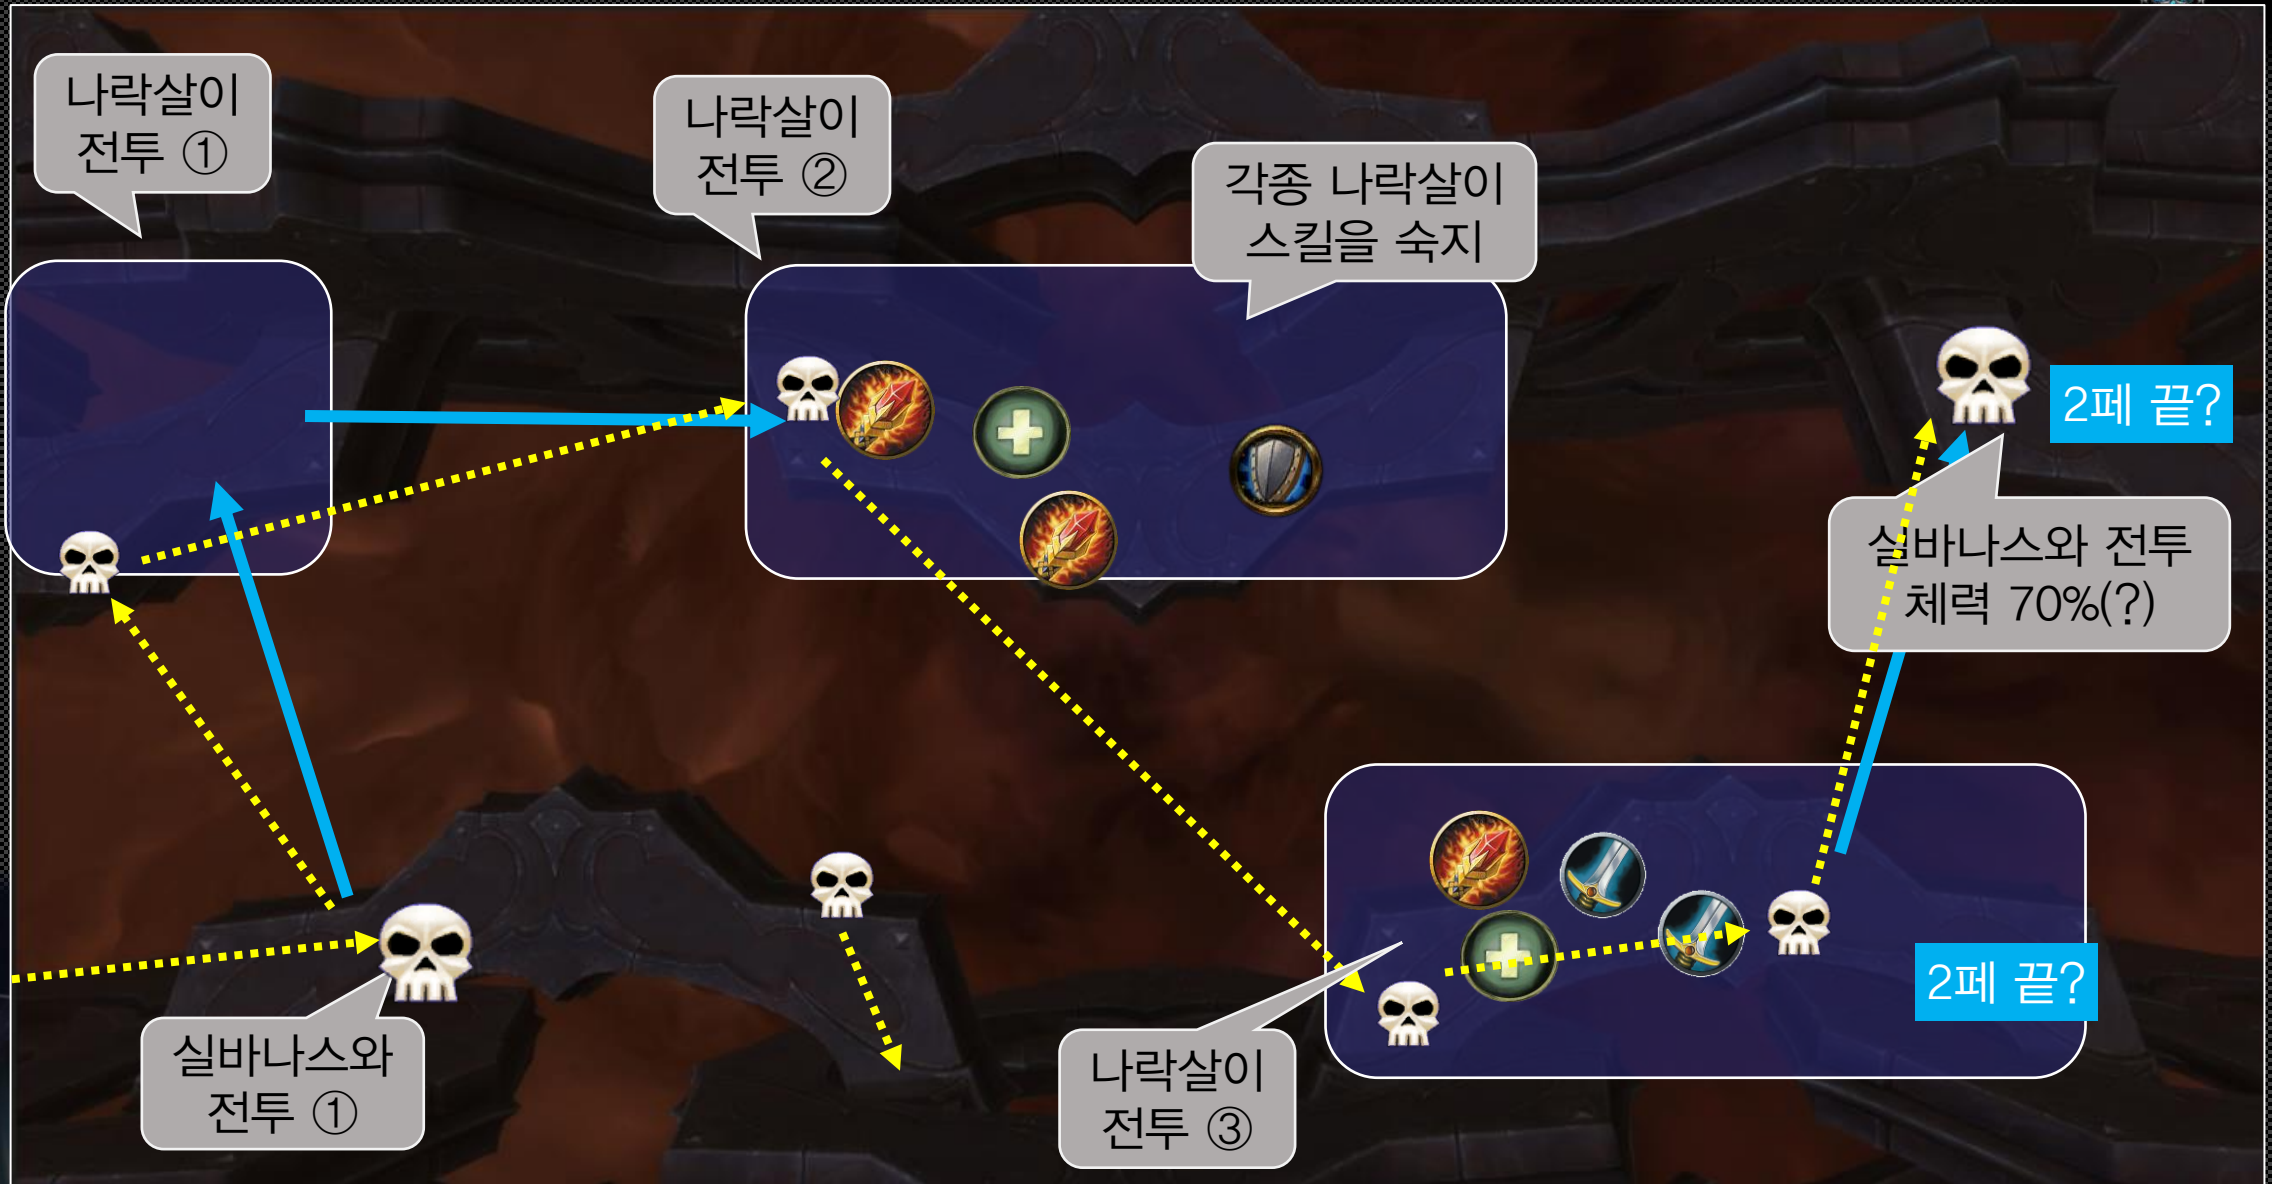 나락살이
전투 ①
나락살이
전투 ②
각종 나락살이
스킬을 숙지
2페 끝?
실바나스와 전투
체력 70%(?)
2페 끝?
실바나스와
전투 ①
나락살이
전투 ③